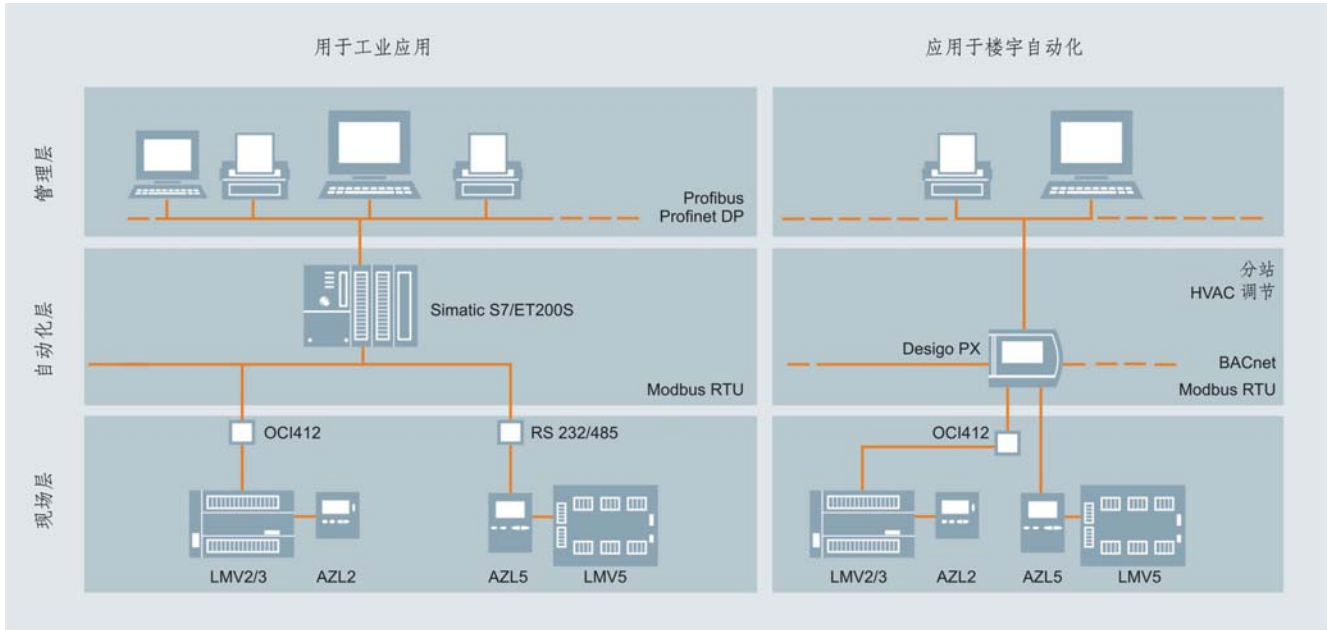 用于工业应用
应用于楼宇自动化
管理层
Profibus
Profinet DP
自动化层
Simatic S7/ET200S
Modbus RTU
分站
HVAC 调节
Desigo PX
BACnet
Modbus RTU
现场层
OCI412
RS 232/485
LMV2/3
AZL2
AZL5
LMV5
OCI412
LMV2/3
AZL2
AZL5
LMV5